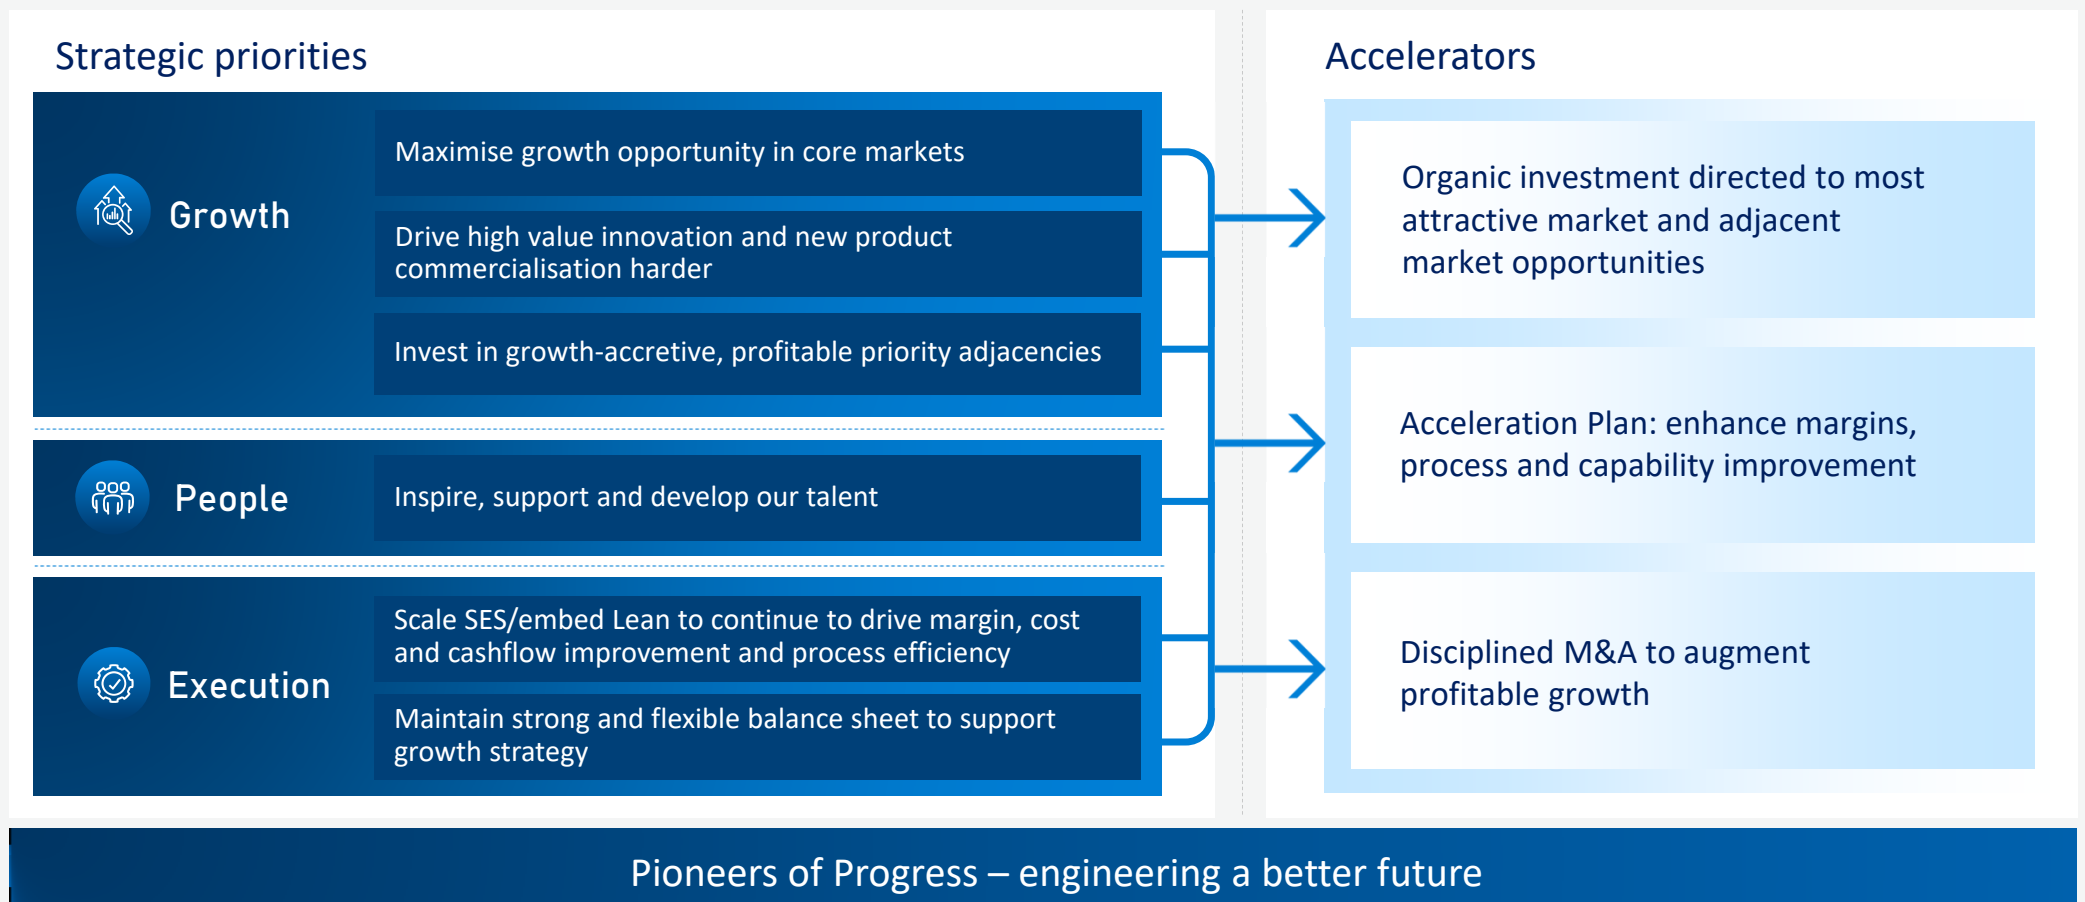 Strategic priorities
Growth
Maximise growth opportunity in core markets
Drive high value innovation and new product
commercialisation harder
Invest in growth-accretive, profitable priority adjacencies
People
Inspire, support and develop our talent
Execution
Scale SES/embed Lean to continue to drive margin, cost
and cashflow improvement and process efficiency
Maintain strong and flexible balance sheet to support
growth strategy
Accelerators
Organic investment directed to most
attractive market and adjacent
market opportunities
Acceleration Plan: enhance margins,
process and capability improvement
Disciplined M&A to augment
profitable growth
Pioneers of Progress – engineering a better future